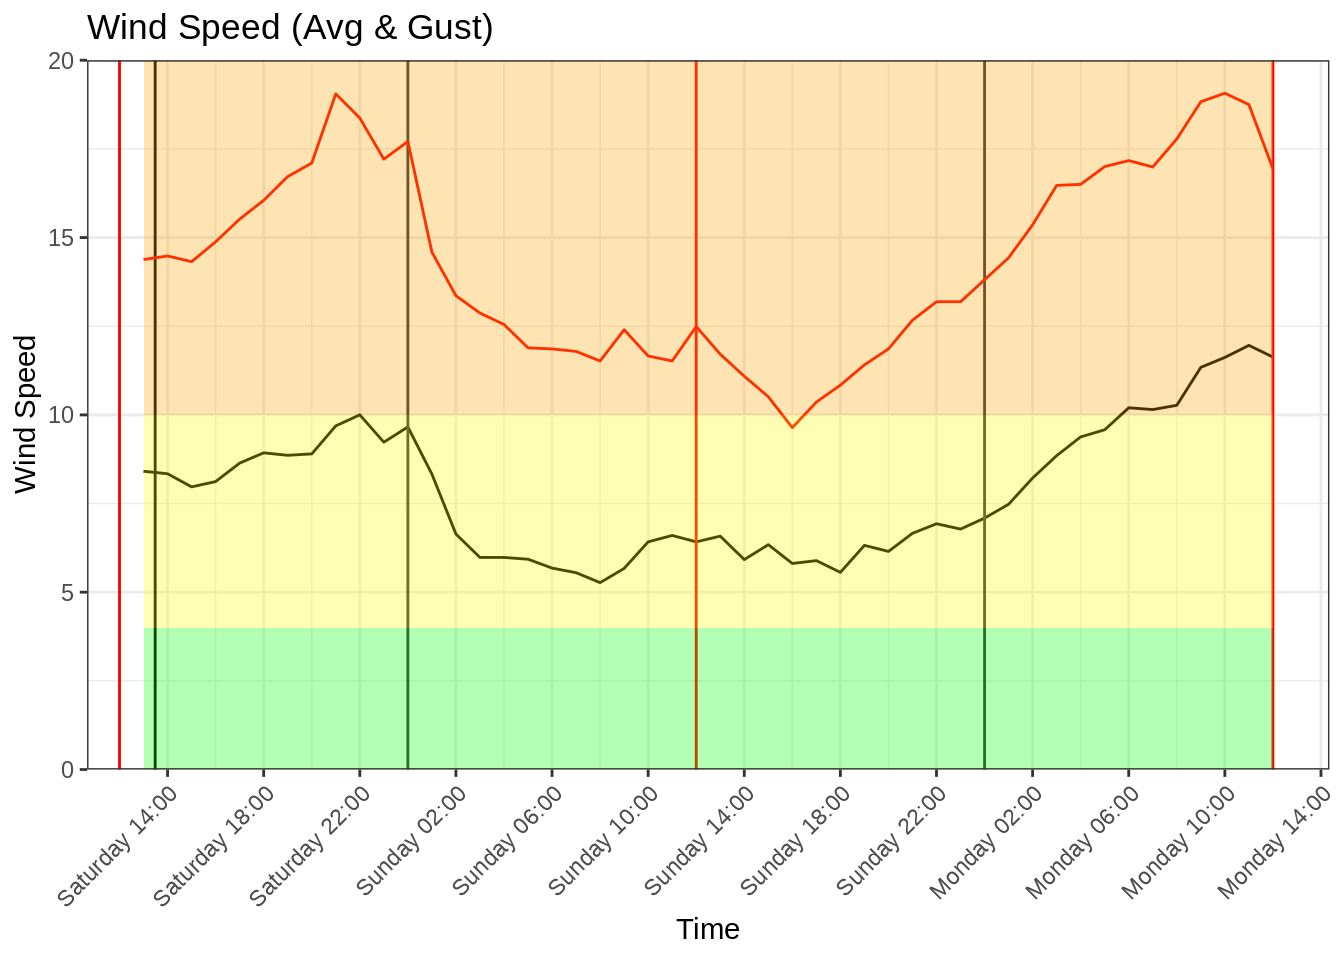 Wind Speed (Avg & Gust)
Wind Speed
20
15
10
5
0
Saturday 14:00
Saturday 18:00
Saturday 22:00
Sunday 02:00
Sunday 06:00
Sunday 10:00
Sunday 14:00
Sunday 18:00
Sunday 22:00
Monday 02:00
Monday 06:00
Monday 10:00
Monday 14:00
Time